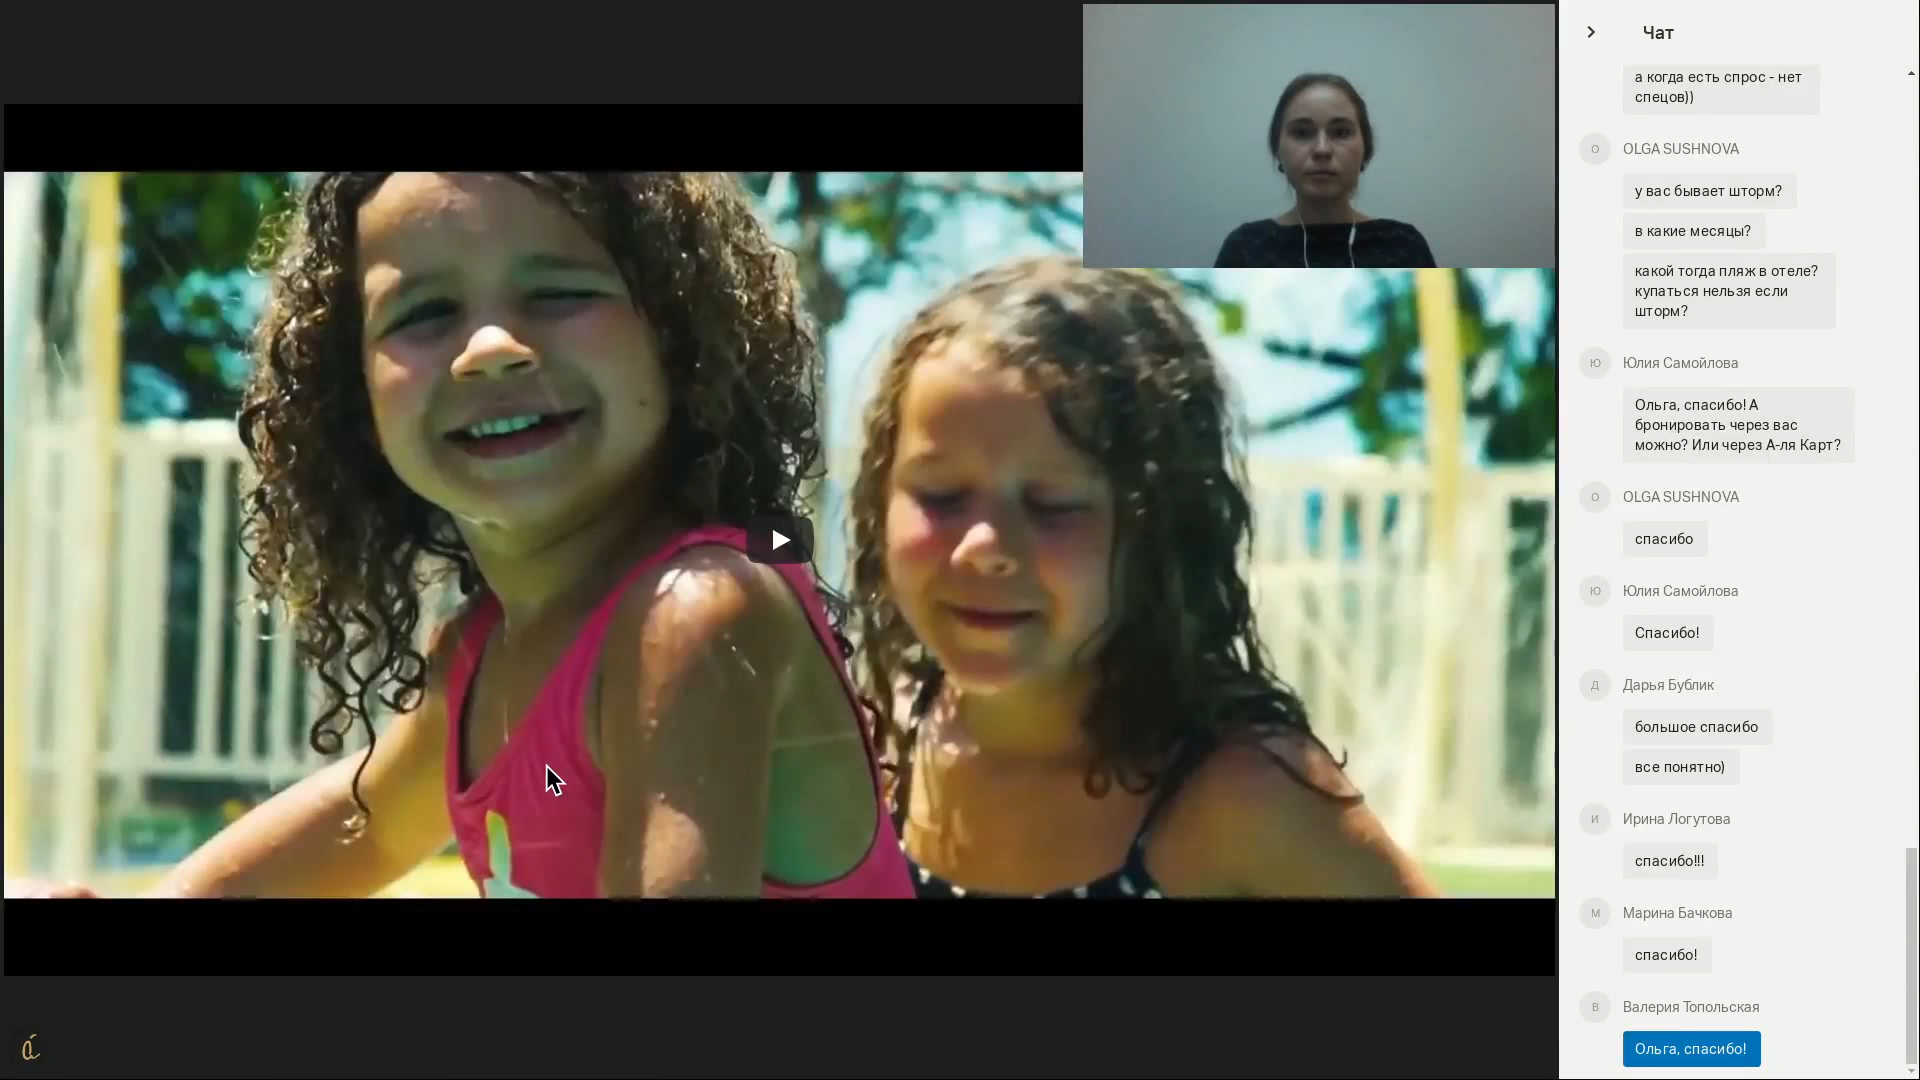 Чат
а когда есть спрос - нет
спецов))
O
OLGA SUSHNOVA
у вас бывает шторм?
в какие месяцы?
какой тогда пляж в отеле?
купаться нельзя если
шторм?
Ю
Юлия Самойлова
Ольга, спасибо! А
бронировать через вас
можно? Или через А-ля Карт?
O
OLGA SUSHNOVA
спасибо
Ю
Юлия Самойлова
Спасибо!
Д
Дарья Бублик
большое спасибо
все понятно)
И
Ирина Логутова
спасибо!!!
М
Марина Бачкова
спасибо!
В
Валерия Топольская
Ольга, спасибо!
á